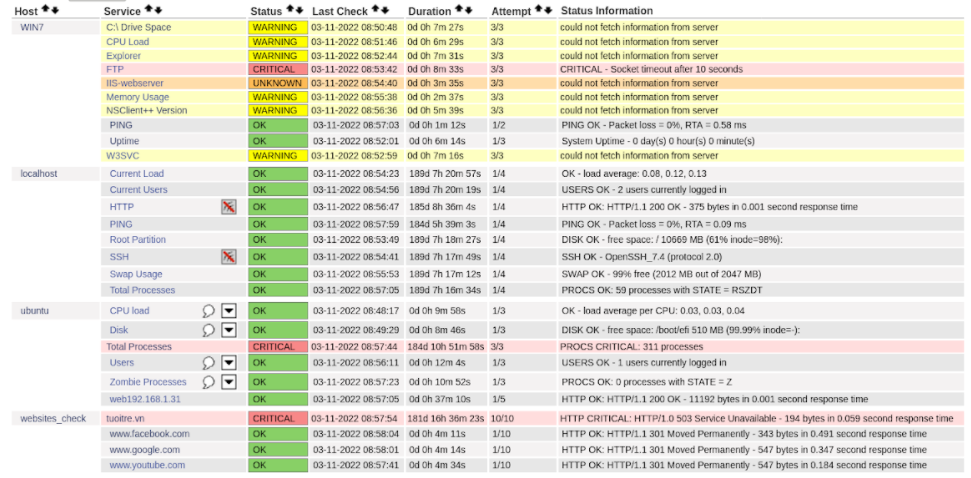 Host Service Status Last Check Duration Attempt Status Information
WIN7 C:\ Drive Space WARNING 03-11-2022 08:50:48 0d 0h 7m 27s 3/3 could not fetch information from server
CPU Load WARNING 03-11-2022 08:51:46 0d 0h 6m 29s 3/3 could not fetch information from server
Explorer WARNING 03-11-2022 08:52:44 0d 0h 7m 31s 3/3 could not fetch information from server
FTP CRITICAL 03-11-2022 08:53:42 0d 0h 8m 33s 3/3 CRITICAL - Socket timeout after 10 seconds
IIS-webserver UNKNOWN 03-11-2022 08:54:40 0d 0h 3m 35s 3/3 could not fetch information from server
Memory Usage WARNING 03-11-2022 08:55:38 0d 0h 2m 37s 3/3 could not fetch information from server
NSClient++ Version WARNING 03-11-2022 08:56:36 0d 0h 5m 39s 3/3 could not fetch information from server
PING OK 03-11-2022 08:57:03 0d 0h 1m 12s 1/2 PING OK - Packet loss = 0%, RTA = 0.58 ms
Uptime OK 03-11-2022 08:52:01 0d 0h 6m 14s 1/3 System Uptime - 0 day(s) 0 hour(s) 0 minute(s)
W3SVC WARNING 03-11-2022 08:52:59 0d 0h 7m 16s 3/3 could not fetch information from server
localhost Current Load OK 03-11-2022 08:54:23 189d 7h 20m 57s 1/4 OK - load average: 0.08, 0.12, 0.13
Current Users OK 03-11-2022 08:54:56 189d 7h 20m 19s 1/4 USERS OK - 2 users currently logged in
HTTP OK 03-11-2022 08:56:47 185d 8h 36m 4s 1/4 HTTP OK: HTTP/1.1 200 OK - 375 bytes in 0.001 second response time
PING OK 03-11-2022 08:57:59 184d 5h 39m 3s 1/4 PING OK - Packet loss = 0%, RTA = 0.09 ms
Root Partition OK 03-11-2022 08:53:49 189d 7h 18m 27s 1/4 DISK OK - free space: / 10669 MB (61% inode=98%):
SSH OK 03-11-2022 08:54:41 189d 7h 17m 49s 1/4 SSH OK - OpenSSH_7.4 (protocol 2.0)
Swap Usage OK 03-11-2022 08:55:53 189d 7h 17m 12s 1/4 SWAP OK - 99% free (2012 MB out of 2047 MB)
Total Processes OK 03-11-2022 08:57:05 189d 7h 16m 34s 1/4 PROCS OK: 59 processes with STATE = RSZDT
ubuntu CPU load OK 03-11-2022 08:48:17 0d 0h 9m 58s 1/3 OK - load average per CPU: 0.03, 0.03, 0.04
Disk OK 03-11-2022 08:49:29 0d 0h 8m 46s 1/3 DISK OK - free space: /boot/efi 510 MB (99.99% inode=-):
Total Processes CRITICAL 03-11-2022 08:57:44 184d 10h 51m 58s 3/3 PROCS CRITICAL: 311 processes
Users OK 03-11-2022 08:56:11 0d 0h 12m 4s 1/3 USERS OK - 1 users currently logged in
Zombie Processes OK 03-11-2022 08:57:23 0d 0h 10m 52s 1/3 PROCS OK: 0 processes with STATE = Z
web192.168.1.31 OK 03-11-2022 08:57:05 0d 0h 37m 10s 1/5 HTTP OK: HTTP/1.1 200 OK - 11192 bytes in 0.001 second response time
websites_check tuoitre.vn CRITICAL 03-11-2022 08:57:54 181d 16h 36m 23s 10/10 HTTP CRITICAL: HTTP/1.0 503 Service Unavailable - 194 bytes in 0.059 second response time
www.facebook.com OK 03-11-2022 08:58:04 0d 0h 4m 11s 1/10 HTTP OK: HTTP/1.1 301 Moved Permanently - 343 bytes in 0.491 second response time
www.google.com OK 03-11-2022 08:58:01 0d 0h 4m 14s 1/10 HTTP OK: HTTP/1.1 301 Moved Permanently - 547 bytes in 0.347 second response time
www.youtube.com OK 03-11-2022 08:57:41 0d 0h 4m 34s 1/10 HTTP OK: HTTP/1.1 301 Moved Permanently - 547 bytes in 0.184 second response time